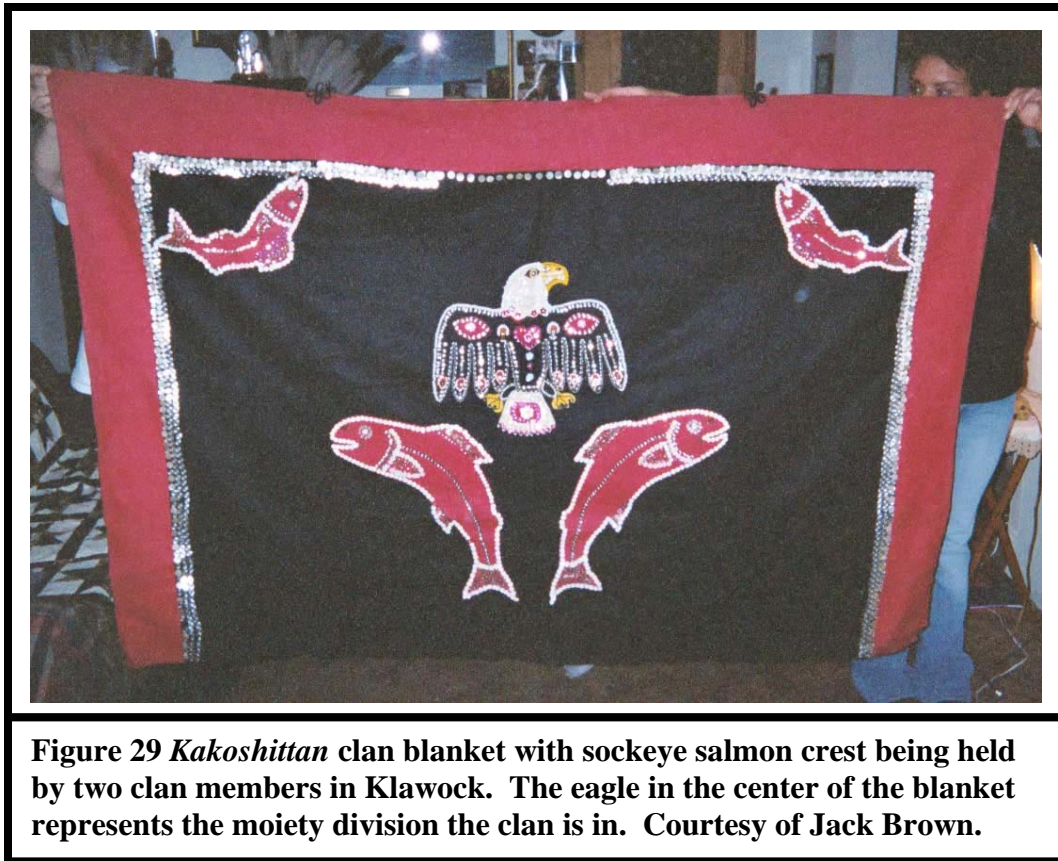 Figure 29 Kakoshittan clan blanket with sockeye salmon crest being held
by two clan members in Klawock.  The eagle in the center of the blanket
represents the moiety division the clan is in.  Courtesy of Jack Brown.